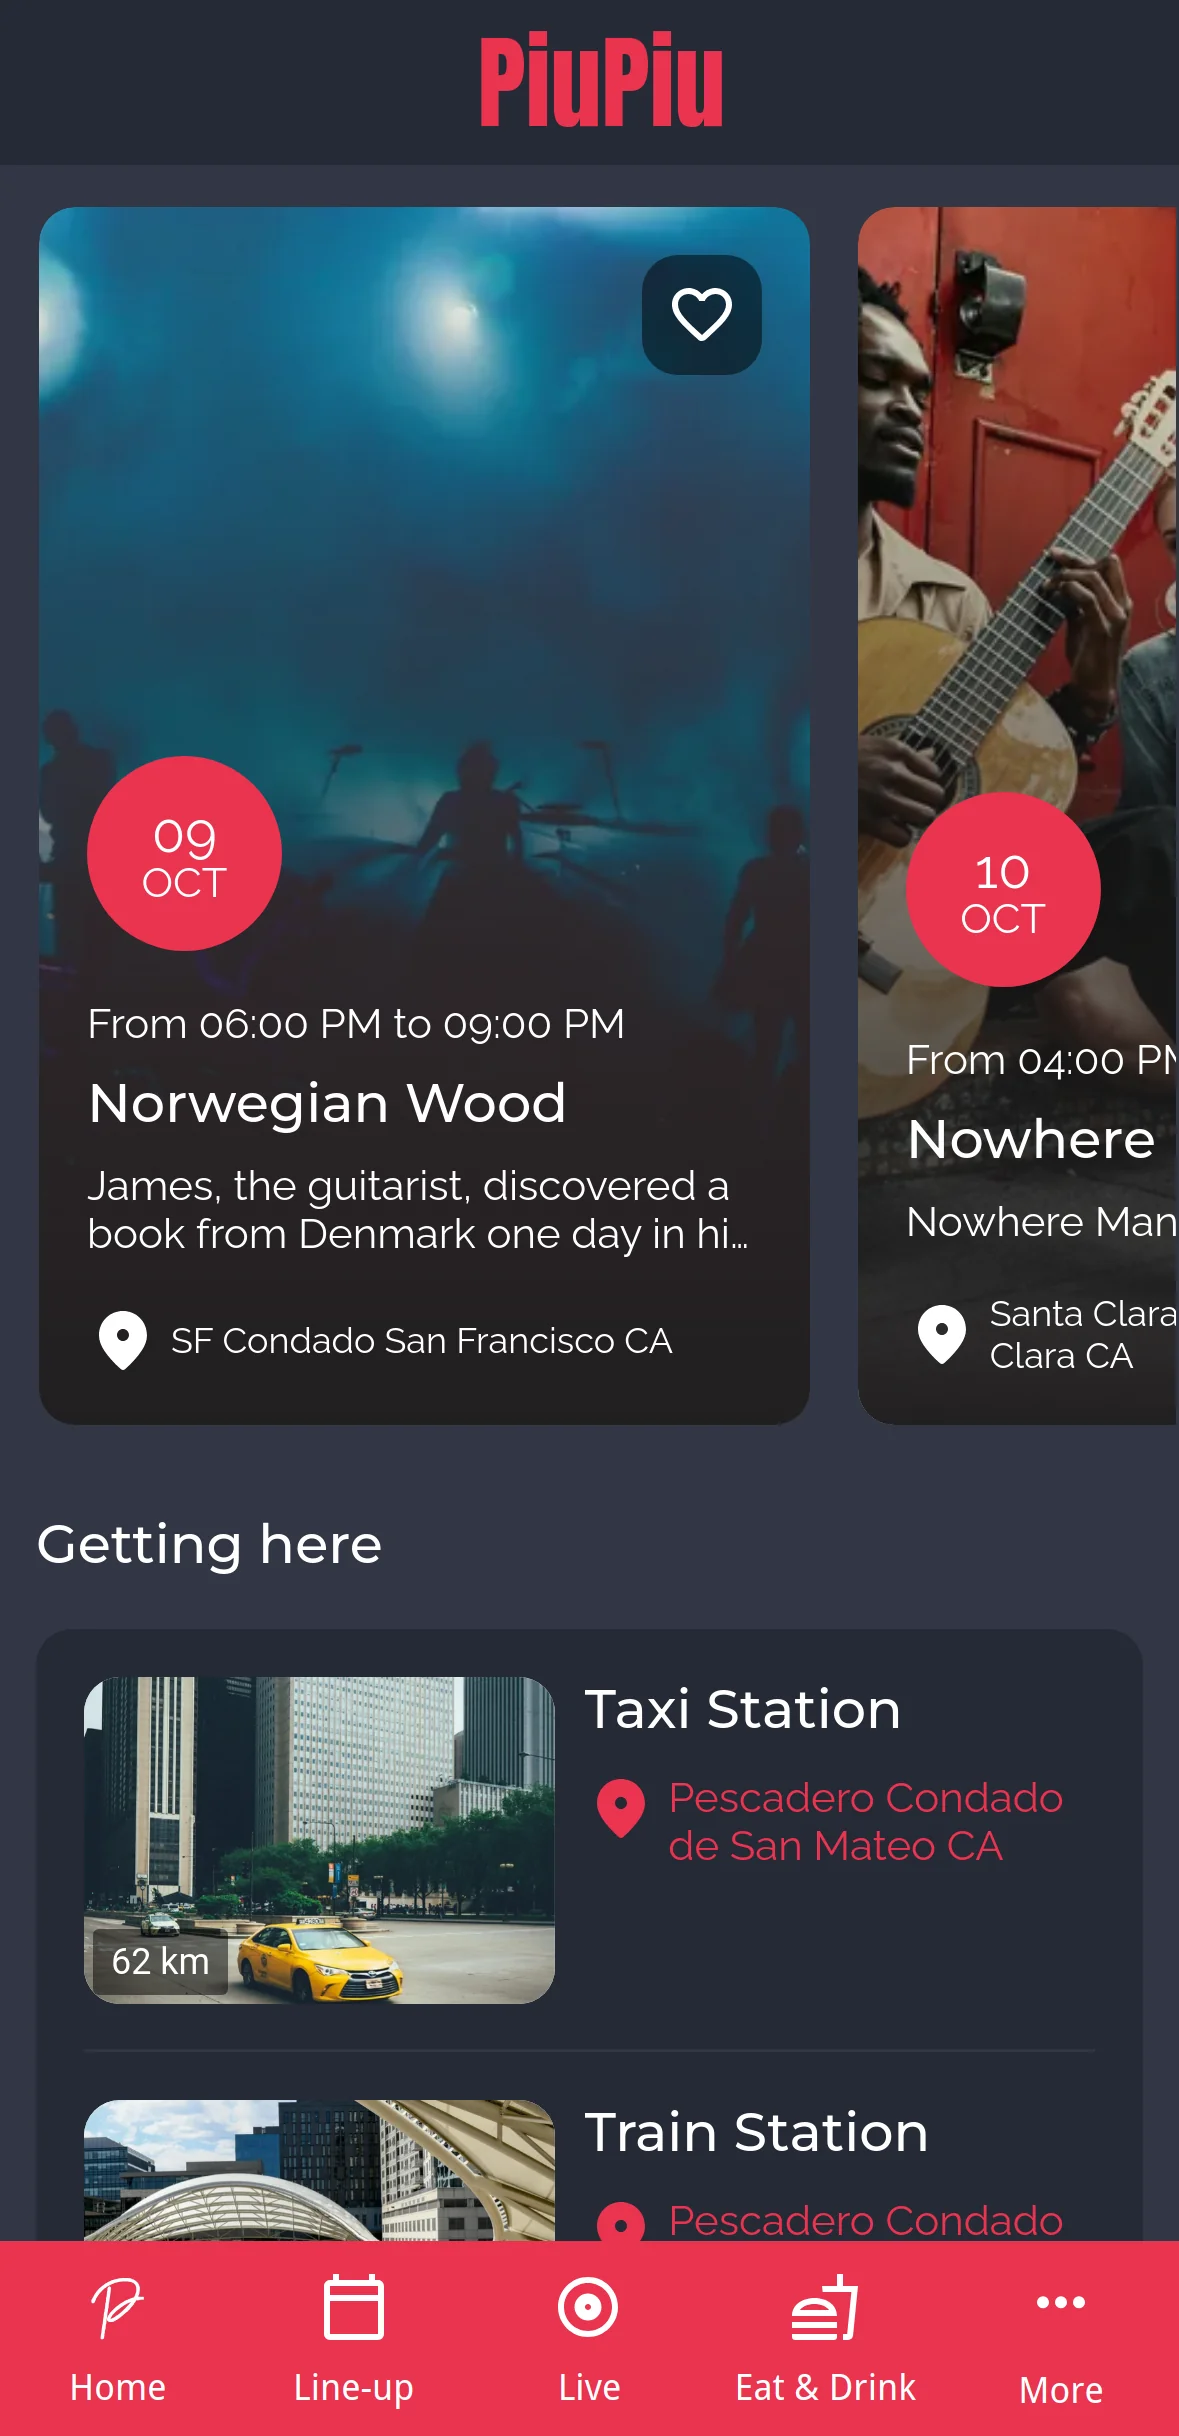 PiuPiu
09
OCT
From 06:00 PM to 09:00 PM
Norwegian Wood
James, the guitarist, discovered a
book from Denmark one day in hi...
SF Condado San Francisco CA
10
OCT
From 04:00 PM
Nowhere
Nowhere Man
Santa Clara
Clara CA
Getting here
Taxi Station
Pescadero Condado
de San Mateo CA
62 km
Train Station
Pescadero Condado
Home
Line-up
Live
Eat & Drink
More